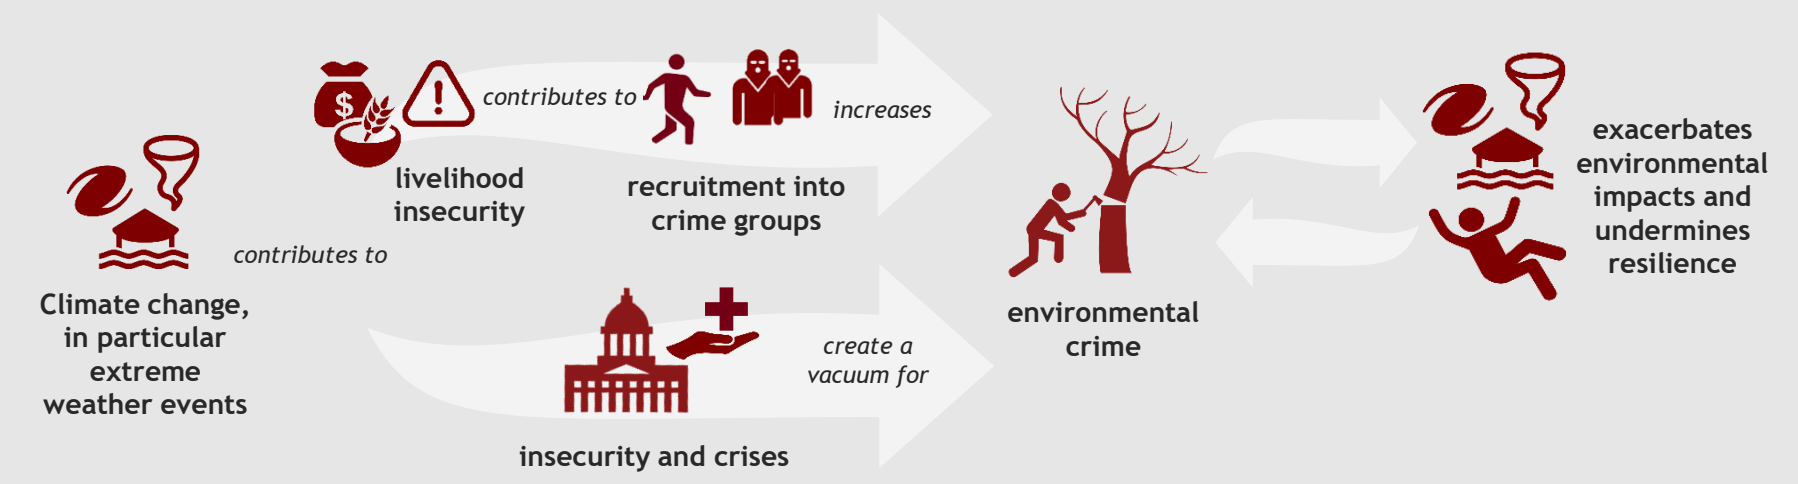 Climate change,
in particular
extreme
weather events
contributes to
livelihood
insecurity
contributes to
recruitment into
crime groups
increases
insecurity and crises
create a
vacuum for
environmental
crime
exacerbates
environmental
impacts and
undermines
resilience
$
!